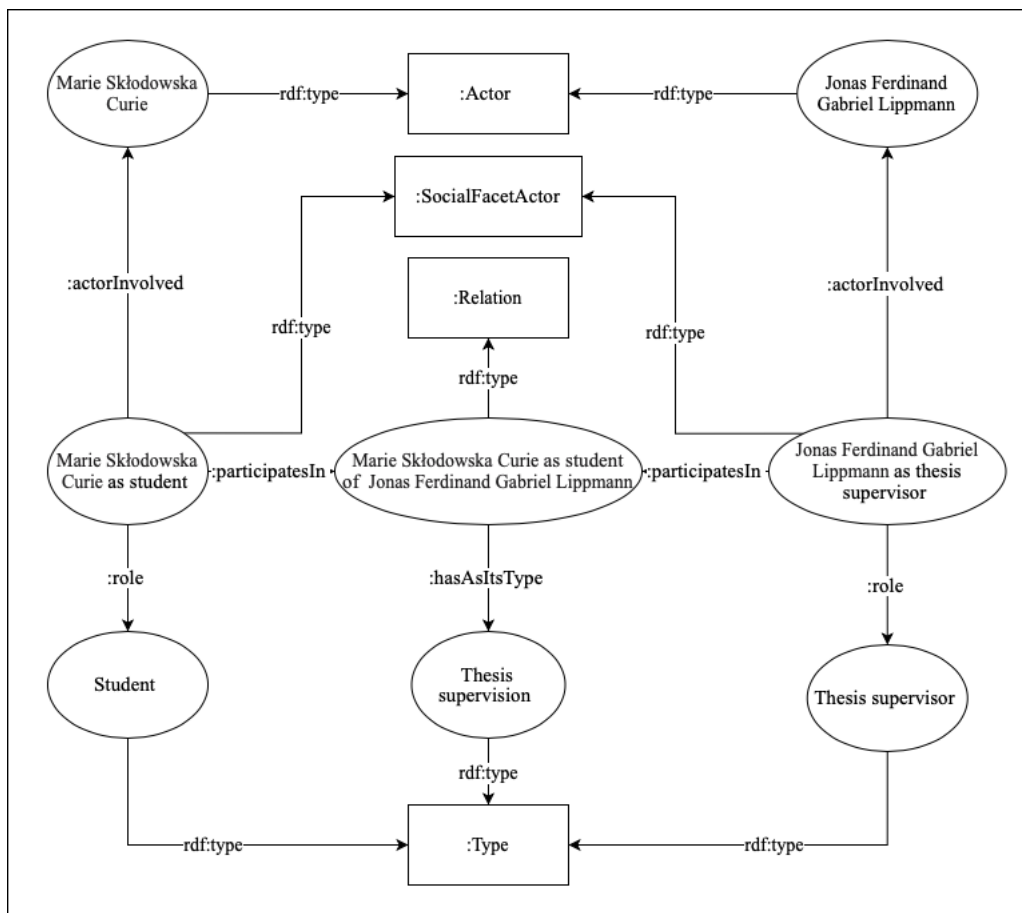 Marie Skłodowska
Curie
rdf:type
:Actor
rdf:type
Jonas Ferdinand
Gabriel Lippmann
:SocialFacetActor
:actorInvolved
:Relation
:actorInvolved
rdf:type
rdf:type
rdf:type
Marie Skłodowska
Curie as student
:participatesIn
Marie Skłodowska Curie as student
of Jonas Ferdinand Gabriel Lippmann
:participatesIn
Jonas Ferdinand Gabriel
Lippmann as thesis
supervisor
:role
:hasAsItsType
:role
Student
Thesis
supervision
Thesis supervisor
rdf:type
rdf:type
:Type
rdf:type